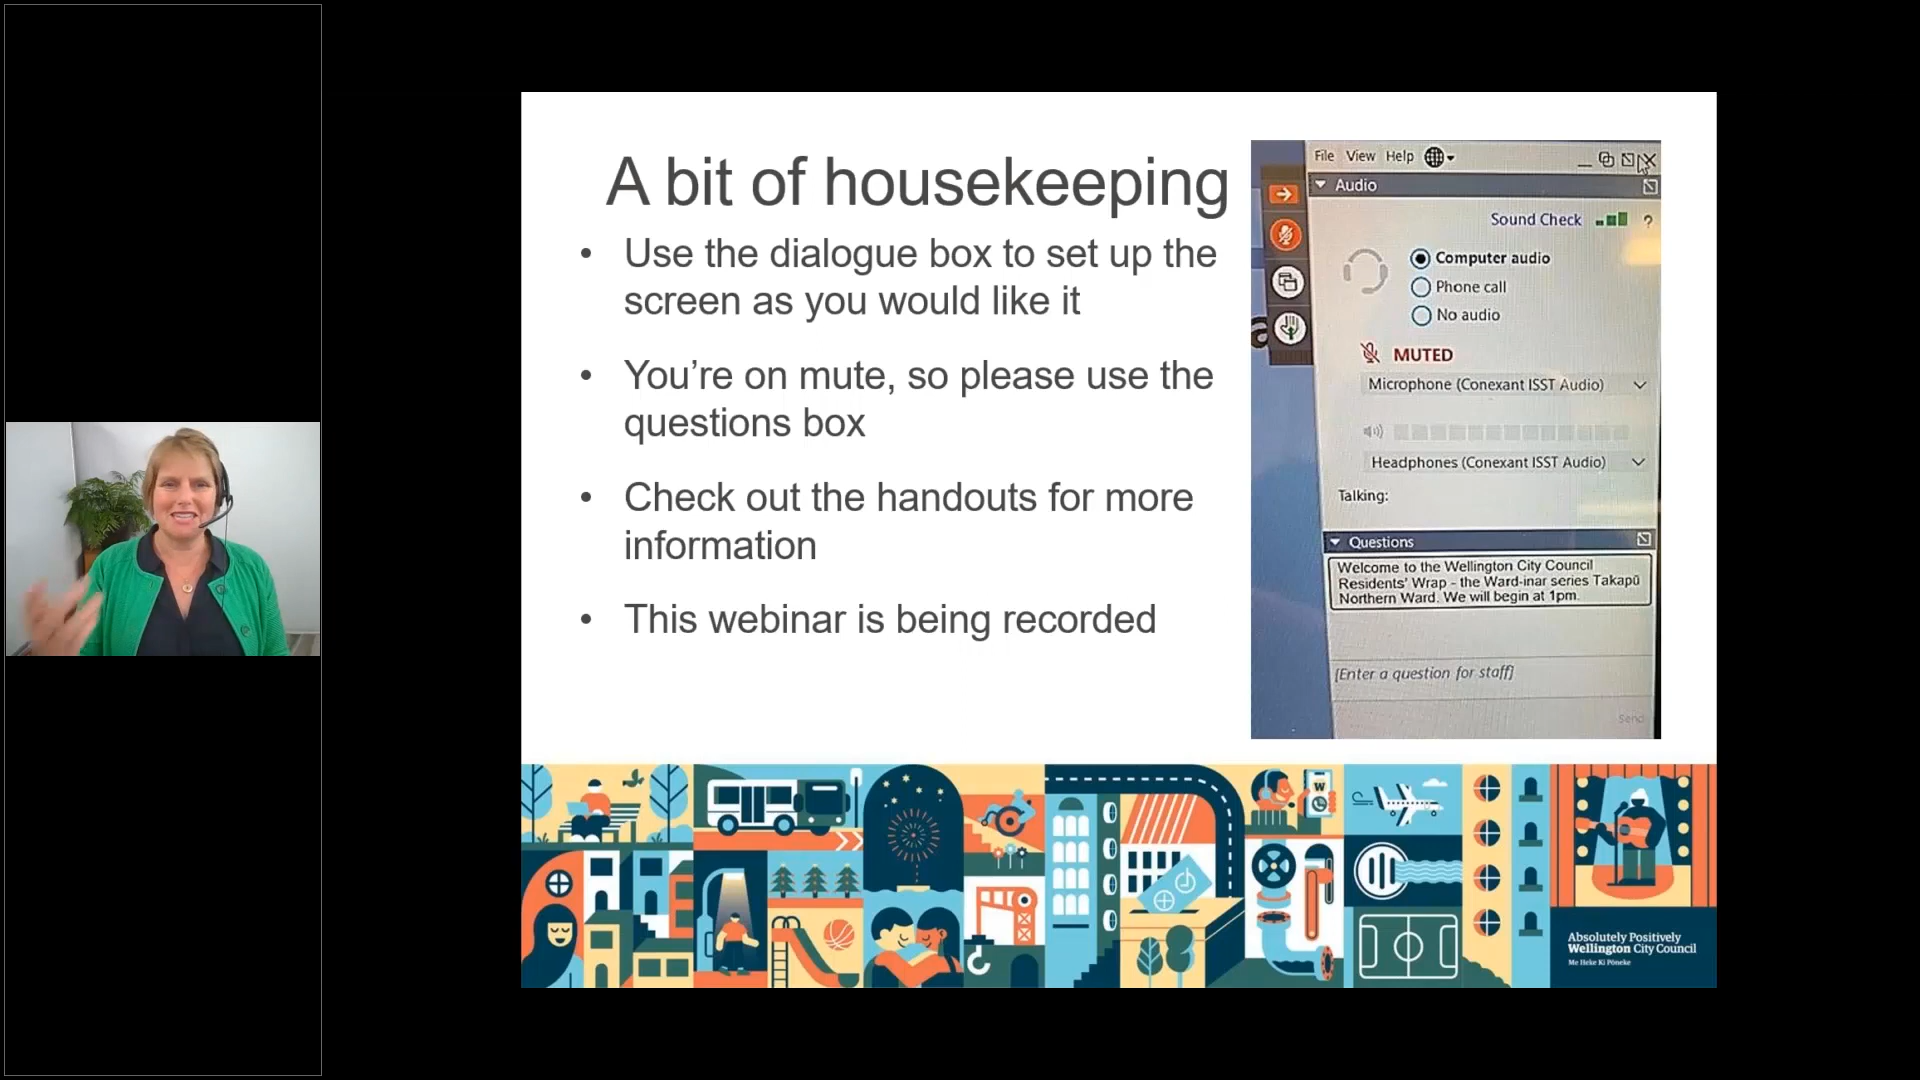 A bit of housekeeping
• Use the dialogue box to set up the
screen as you would like it
• You’re on mute, so please use the
questions box
• Check out the handouts for more
information
• This webinar is being recorded
File View Help
Audio
Sound Check ?
Computer audio
Phone call
No audio
MUTED
Microphone (Conexant ISST Audio)
Headphones (Conexant ISST Audio)
Talking:
Questions
Welcome to the Wellington City Council
Residents' Wrap - the Ward-inar series Takapū
Northern Ward. We will begin at 1pm.
[Enter a question for staff]
Send
W
Absolutely Positively
Wellington City Council
Me Heke Ki Pōneke